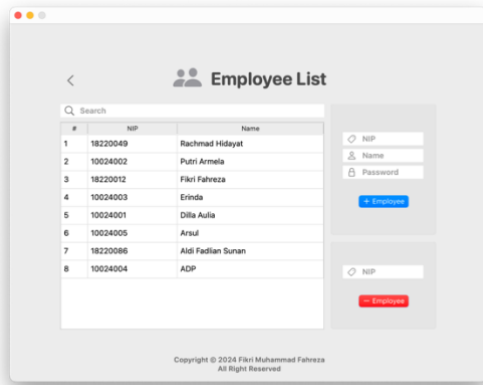 Employee List
Search
# NIP Name
1 18220049 Rachmad Hidayat
2 10024002 Putri Armela
3 18220012 Fikri Fahreza
4 10024003 Erinda
5 10024001 Dilla Aulia
6 10024005 Arsul
7 18220086 Aldi Fadlian Sunan
8 10024004 ADP
NIP
Name
Password
+ Employee
NIP
− Employee
Copyright © 2024 Fikri Muhammad Fahreza
All Right Reserved